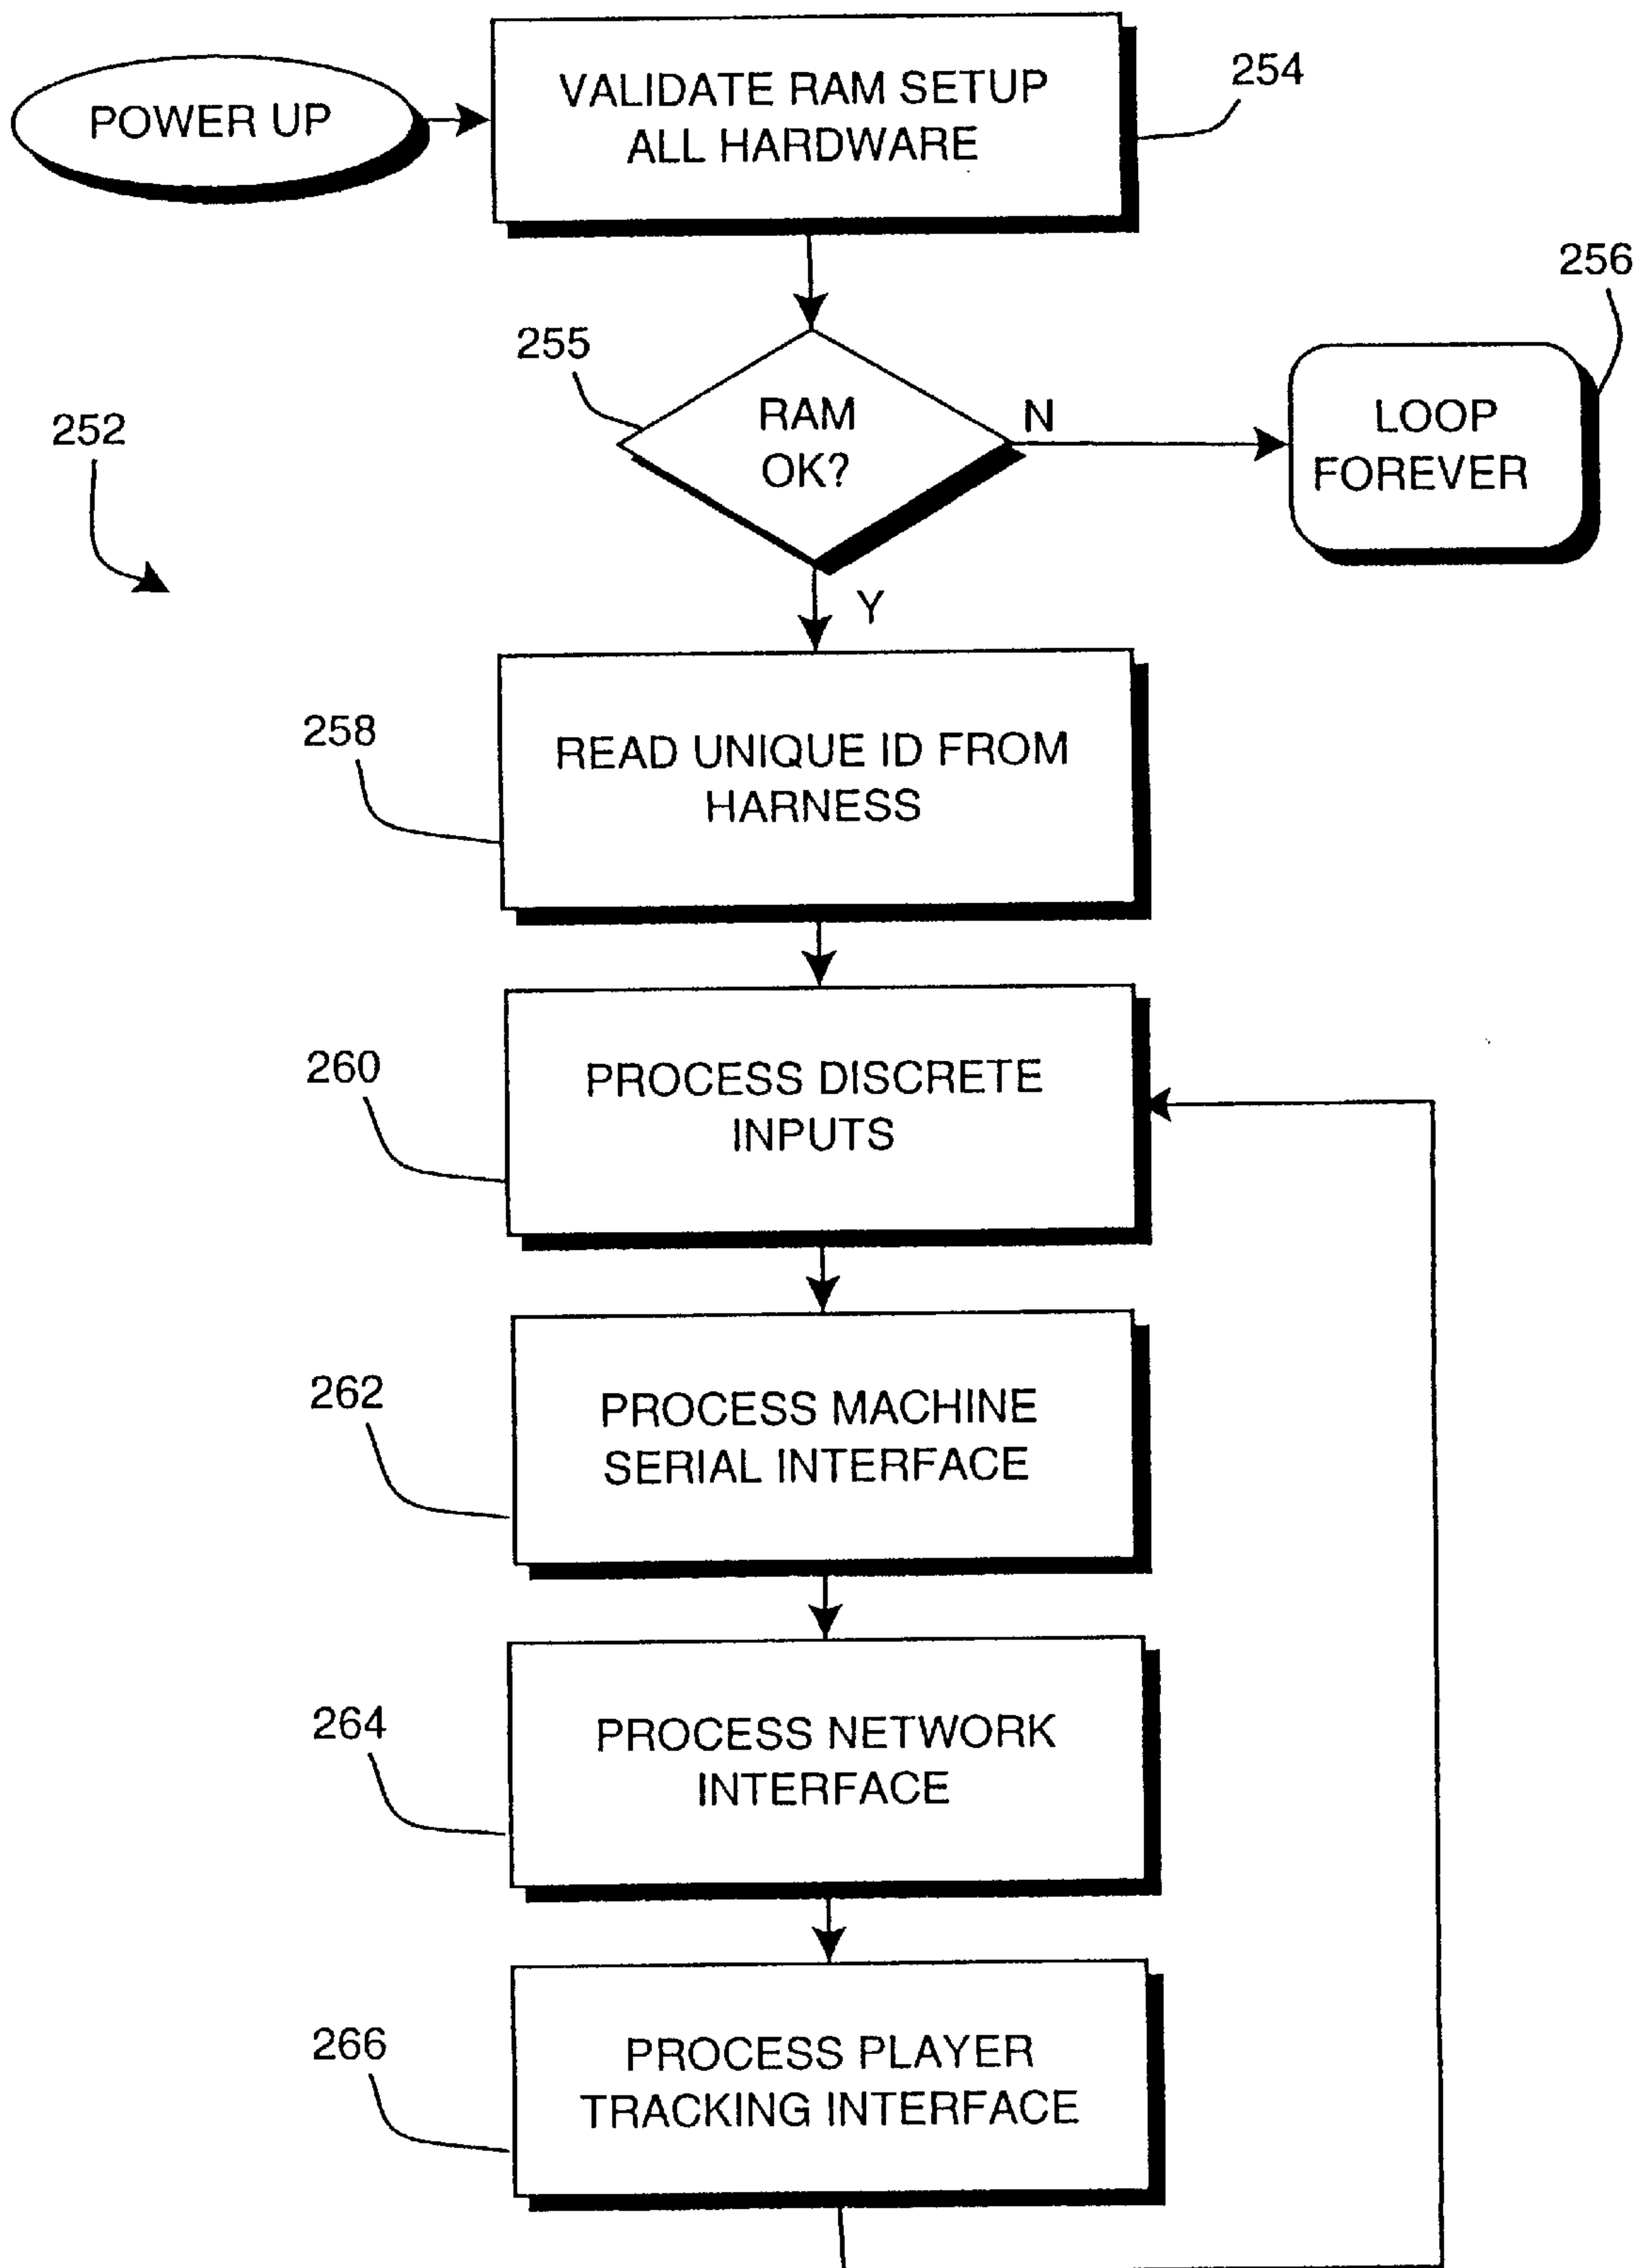 POWER UP
VALIDATE RAM SETUP
ALL HARDWARE
254
255
RAM
OK?
N
LOOP
FOREVER
256
252
Y
258
READ UNIQUE ID FROM
HARNESS
260
PROCESS DISCRETE
INPUTS
262
PROCESS MACHINE
SERIAL INTERFACE
264
PROCESS NETWORK
INTERFACE
266
PROCESS PLAYER
TRACKING INTERFACE